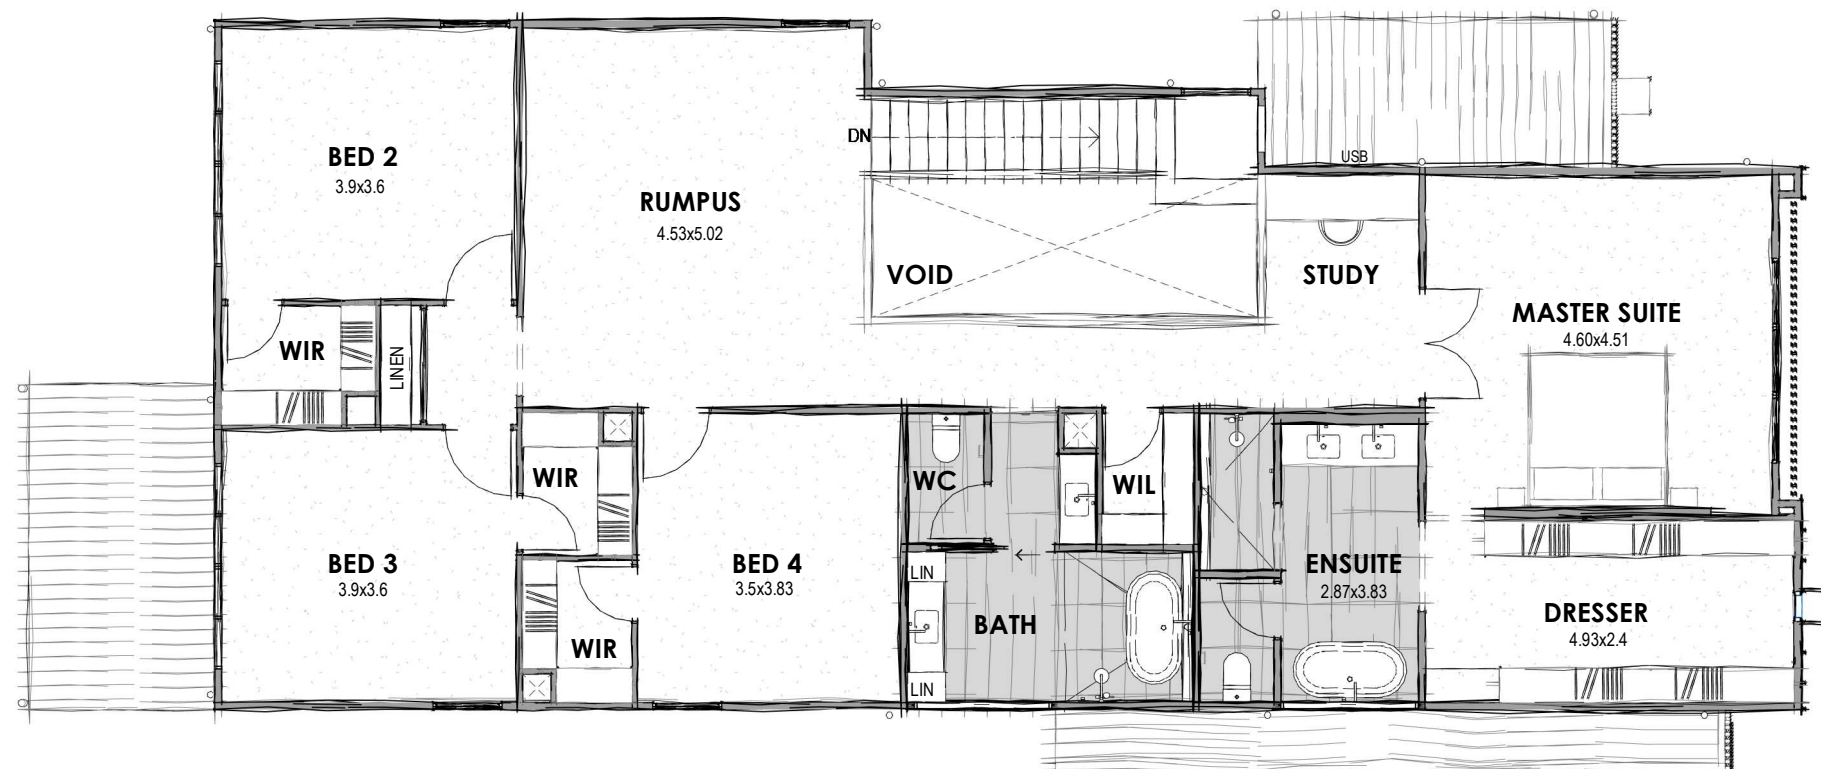 BED 2
3.9x3.6
RUMPUS
4.53x5.02
DN
VOID
USB
STUDY
MASTER SUITE
4.60x4.51
WIR
LINEN
WIR
BED 3
3.9x3.6
WIR
BED 4
3.5x3.83
WC
WIL
LIN
BATH
LIN
ENSUITE
2.87x3.83
DRESSER
4.93x2.4